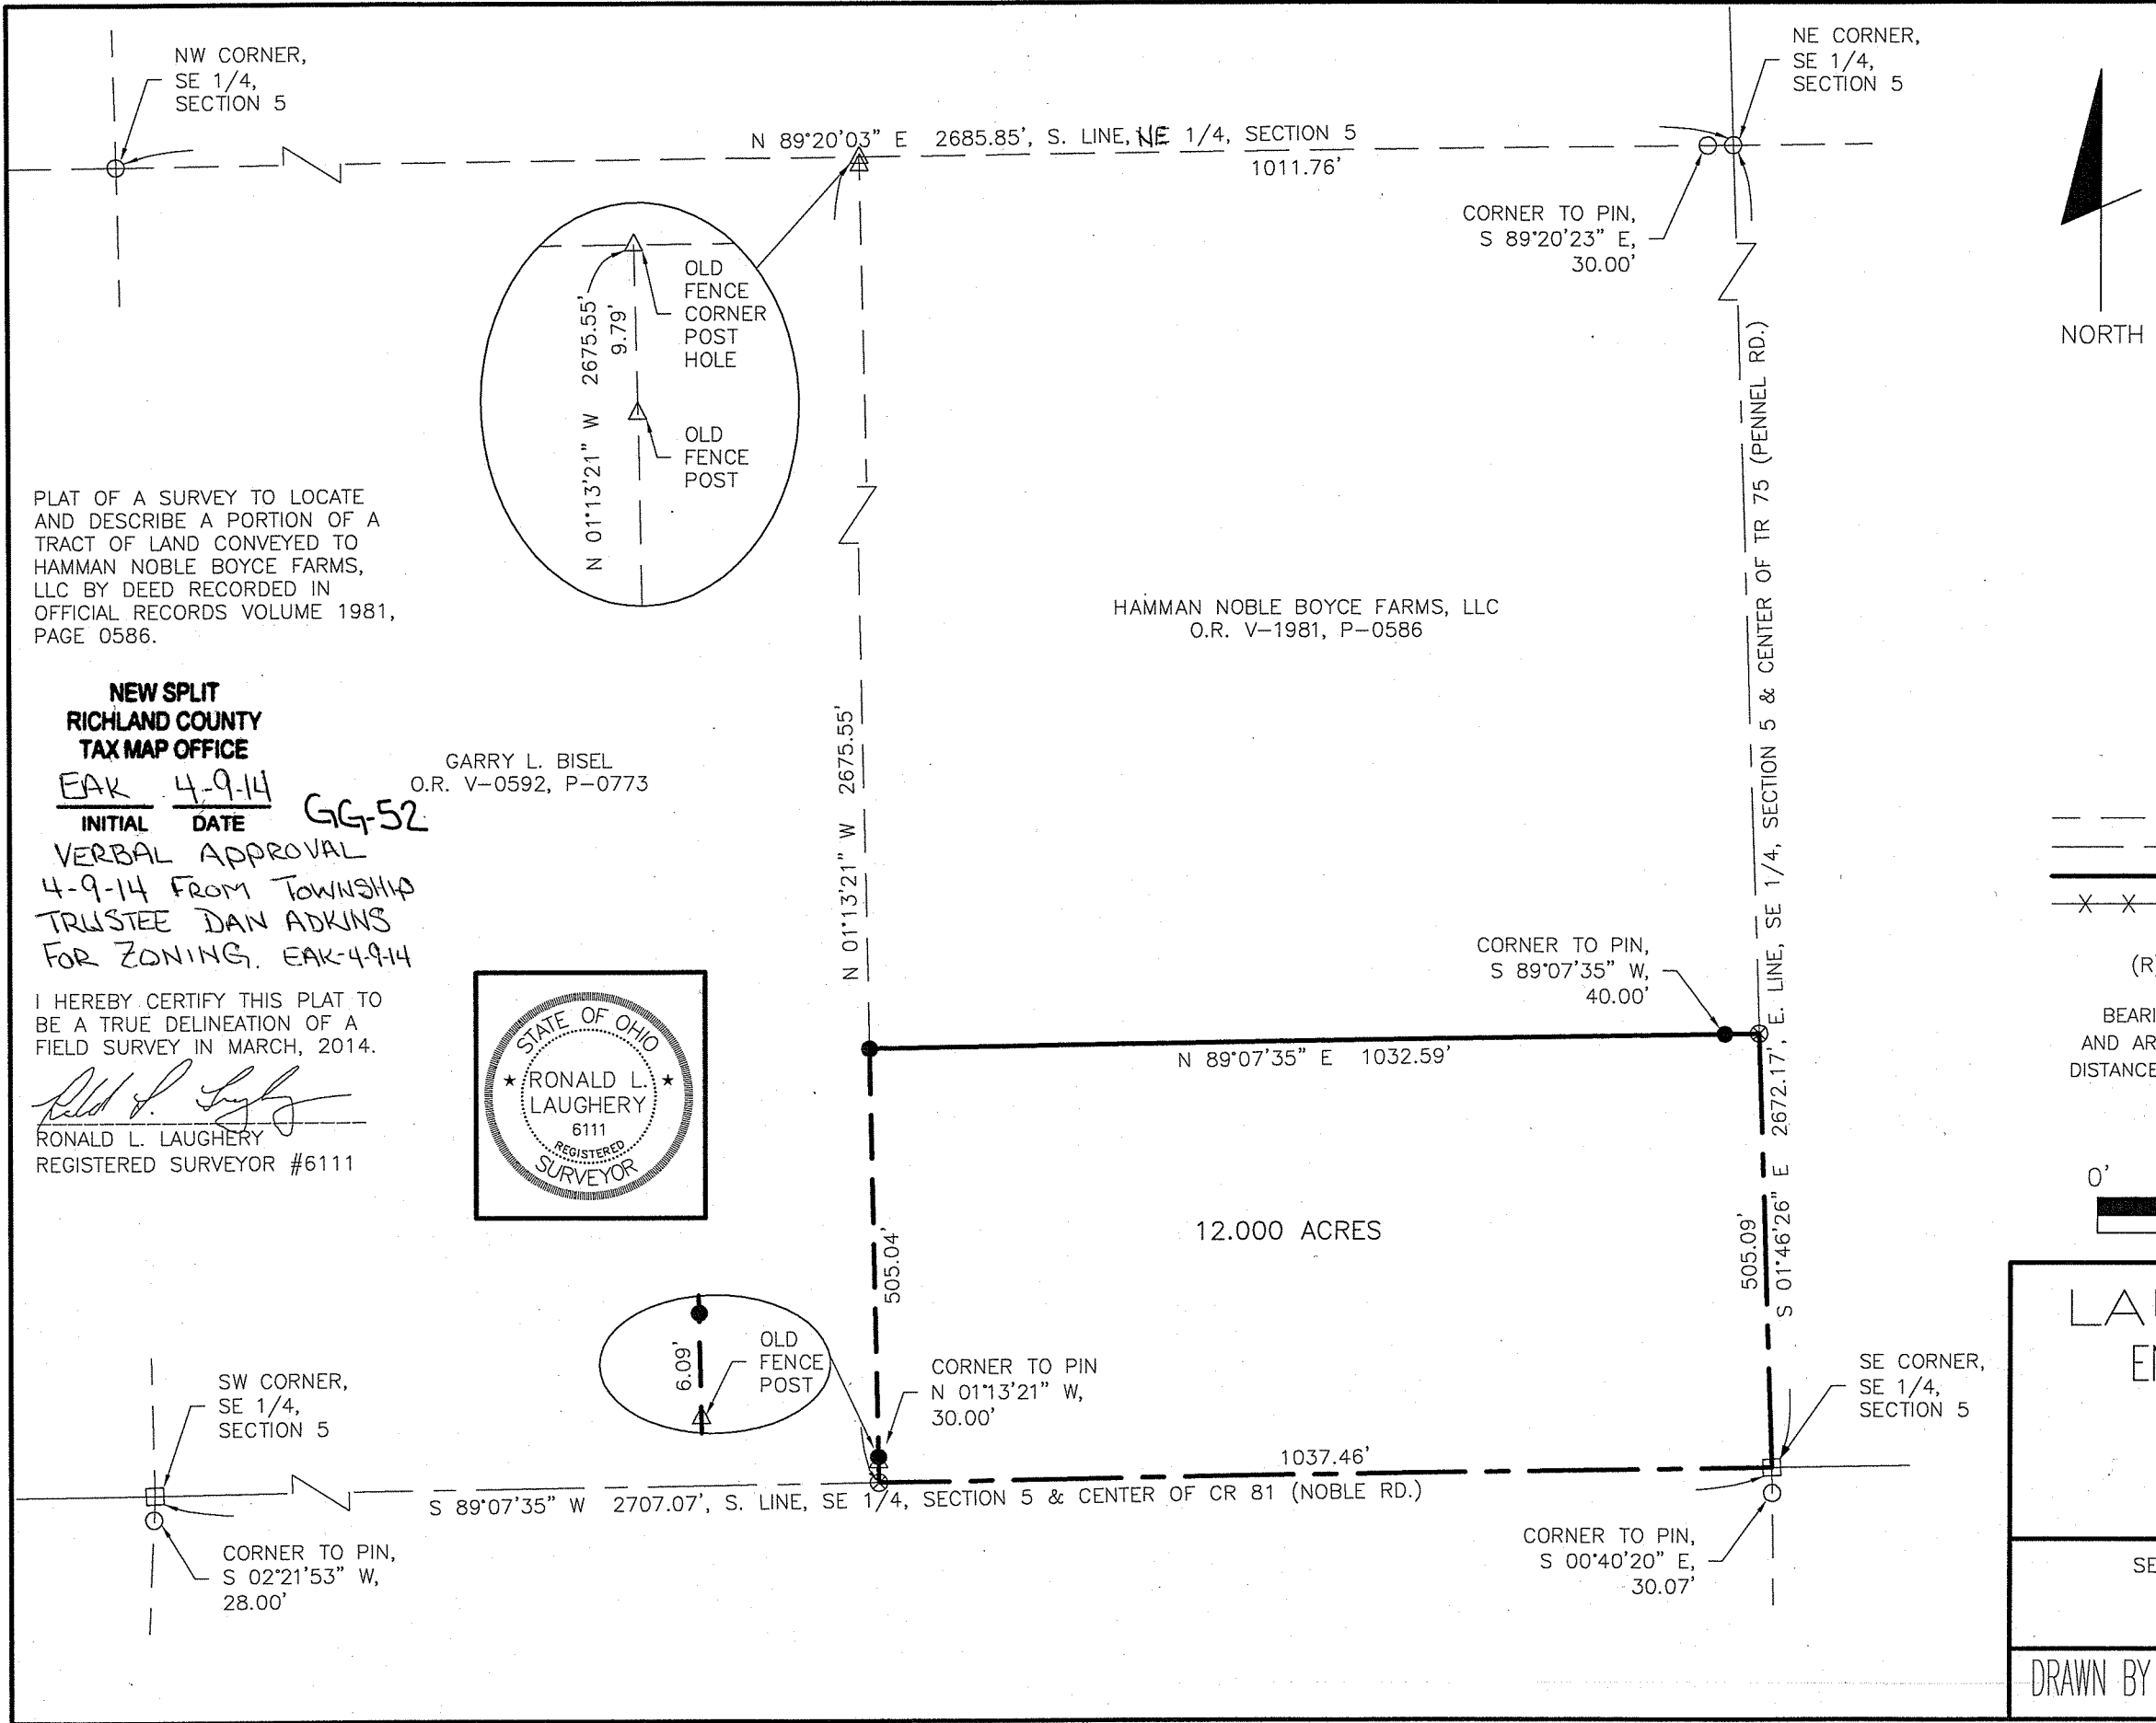 NW CORNER,
SE 1/4,
SECTION 5
N 89°20'03" E 2685.85', S. LINE, NE 1/4, SECTION 5
1011.76'
NE CORNER,
SE 1/4,
SECTION 5
CORNER TO PIN,
S 89°20'23" E,
30.00'
NORTH
OLD
FENCE
CORNER
POST
HOLE
N 01°13'21" W 2675.55'
9.79'
OLD
FENCE
POST
PLAT OF A SURVEY TO LOCATE
AND DESCRIBE A PORTION OF A
TRACT OF LAND CONVEYED TO
HAMMAN NOBLE BOYCE FARMS,
LLC BY DEED RECORDED IN
OFFICIAL RECORDS VOLUME 1981,
PAGE 0586.
HAMMAN NOBLE BOYCE FARMS, LLC
O.R. V-1981, P-0586
NEW SPLIT
RICHLAND COUNTY
TAX MAP OFFICE
EAK 4-9-14
INITIAL DATE
GG-52
VERBAL APPROVAL
4-9-14 FROM TOWNSHIP
TRUSTEE DAN ADKINS
FOR ZONING. EAK-4-9-14
GARRY L. BISEL
O.R. V-0592, P-0773
N 01°13'21" W 2675.55'
S 01°46'26" E 2672.17', E. LINE, SE 1/4, SECTION 5 & CENTER OF TR 75 (PENNEL RD.)
I HEREBY CERTIFY THIS PLAT TO
BE A TRUE DELINEATION OF A
FIELD SURVEY IN MARCH, 2014.
RONALD L. LAUGHERY
REGISTERED SURVEYOR #6111
STATE OF OHIO
RONALD L.
LAUGHERY
6111
REGISTERED
SURVEYOR
CORNER TO PIN,
S 89°07'35" W,
40.00'
N 89°07'35" E 1032.59'
12.000 ACRES
505.04'
505.09'
6.09'
OLD
FENCE
POST
CORNER TO PIN
N 01°13'21" W,
30.00'
1037.46'
SW CORNER,
SE 1/4,
SECTION 5
SE CORNER,
SE 1/4,
SECTION 5
S 89°07'35" W 2707.07', S. LINE, SE 1/4, SECTION 5 & CENTER OF CR 81 (NOBLE RD.)
CORNER TO PIN,
S 02°21'53" W,
28.00'
CORNER TO PIN,
S 00°40'20" E,
30.07'
(R
BEARI
AND AR
DISTANCE
0'
LA
EN
SE
DRAWN BY